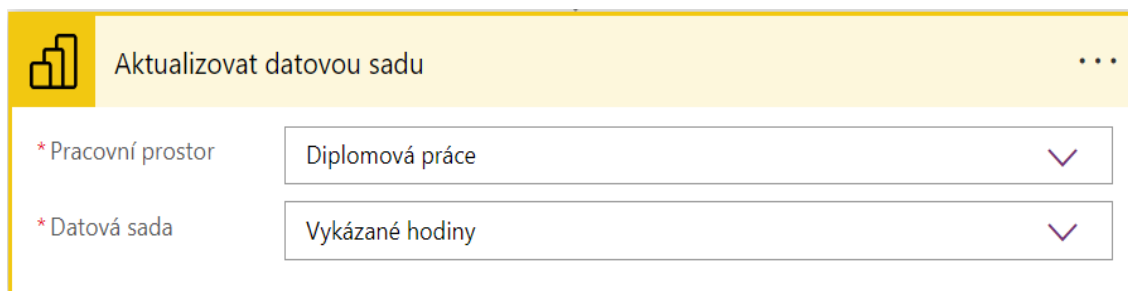 Aktualizovat datovou sadu
* Pracovní prostor
Diplomová práce
* Datová sada
Vykázané hodiny